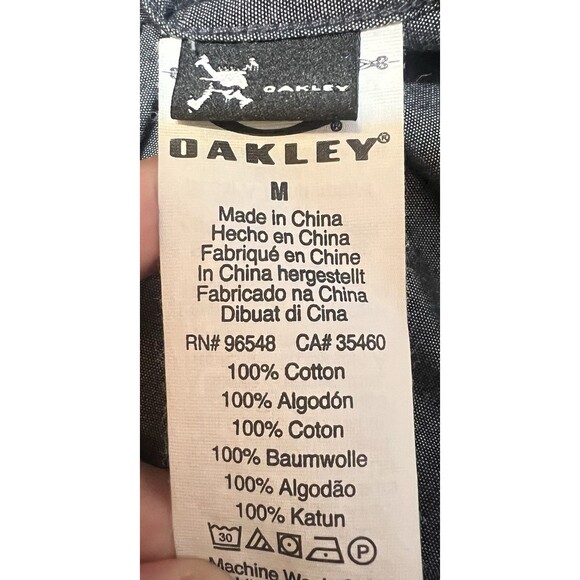 OAKLEY
OAKLEY®
M
Made in China
Hecho en China
Fabriqué en Chine
In China hergestellt
Fabricado na China
Dibuat di Cina
RN# 96548 CA# 35460
100% Cotton
100% Algodón
100% Coton
100% Baumwolle
100% Algodão
100% Katun
30 P
Machine